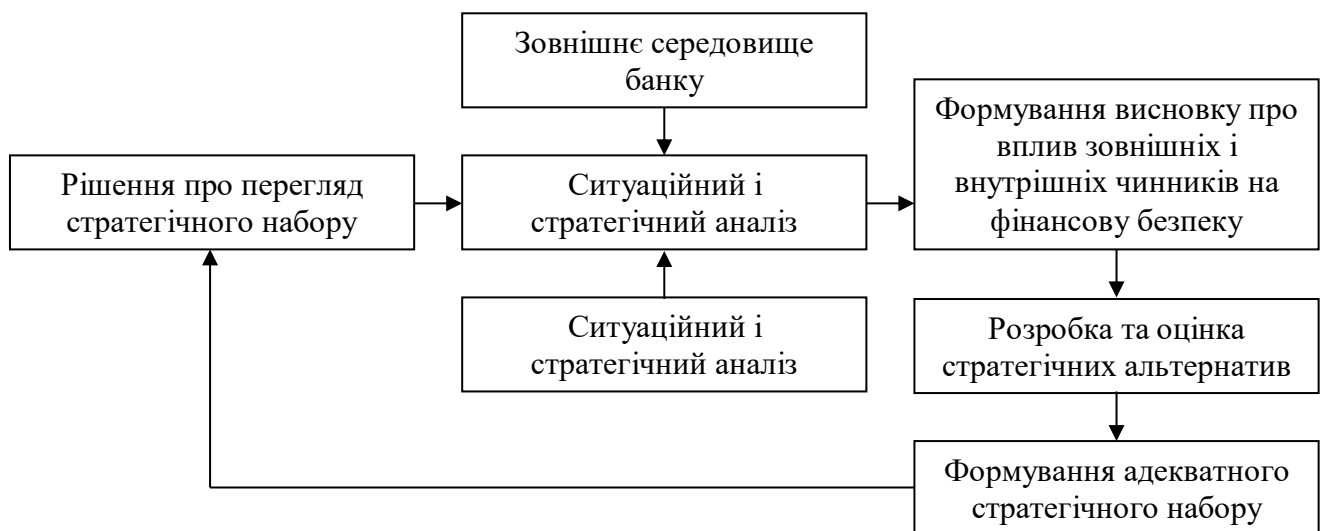 Зовнішнє середовище
банку
Рішення про перегляд
стратегічного набору
Ситуаційний і
стратегічний аналіз
Формування висновку про
вплив зовнішніх і
внутрішніх чинників на
фінансову безпеку
Ситуаційний і
стратегічний аналіз
Розробка та оцінка
стратегічних альтернатив
Формування адекватного
стратегічного набору